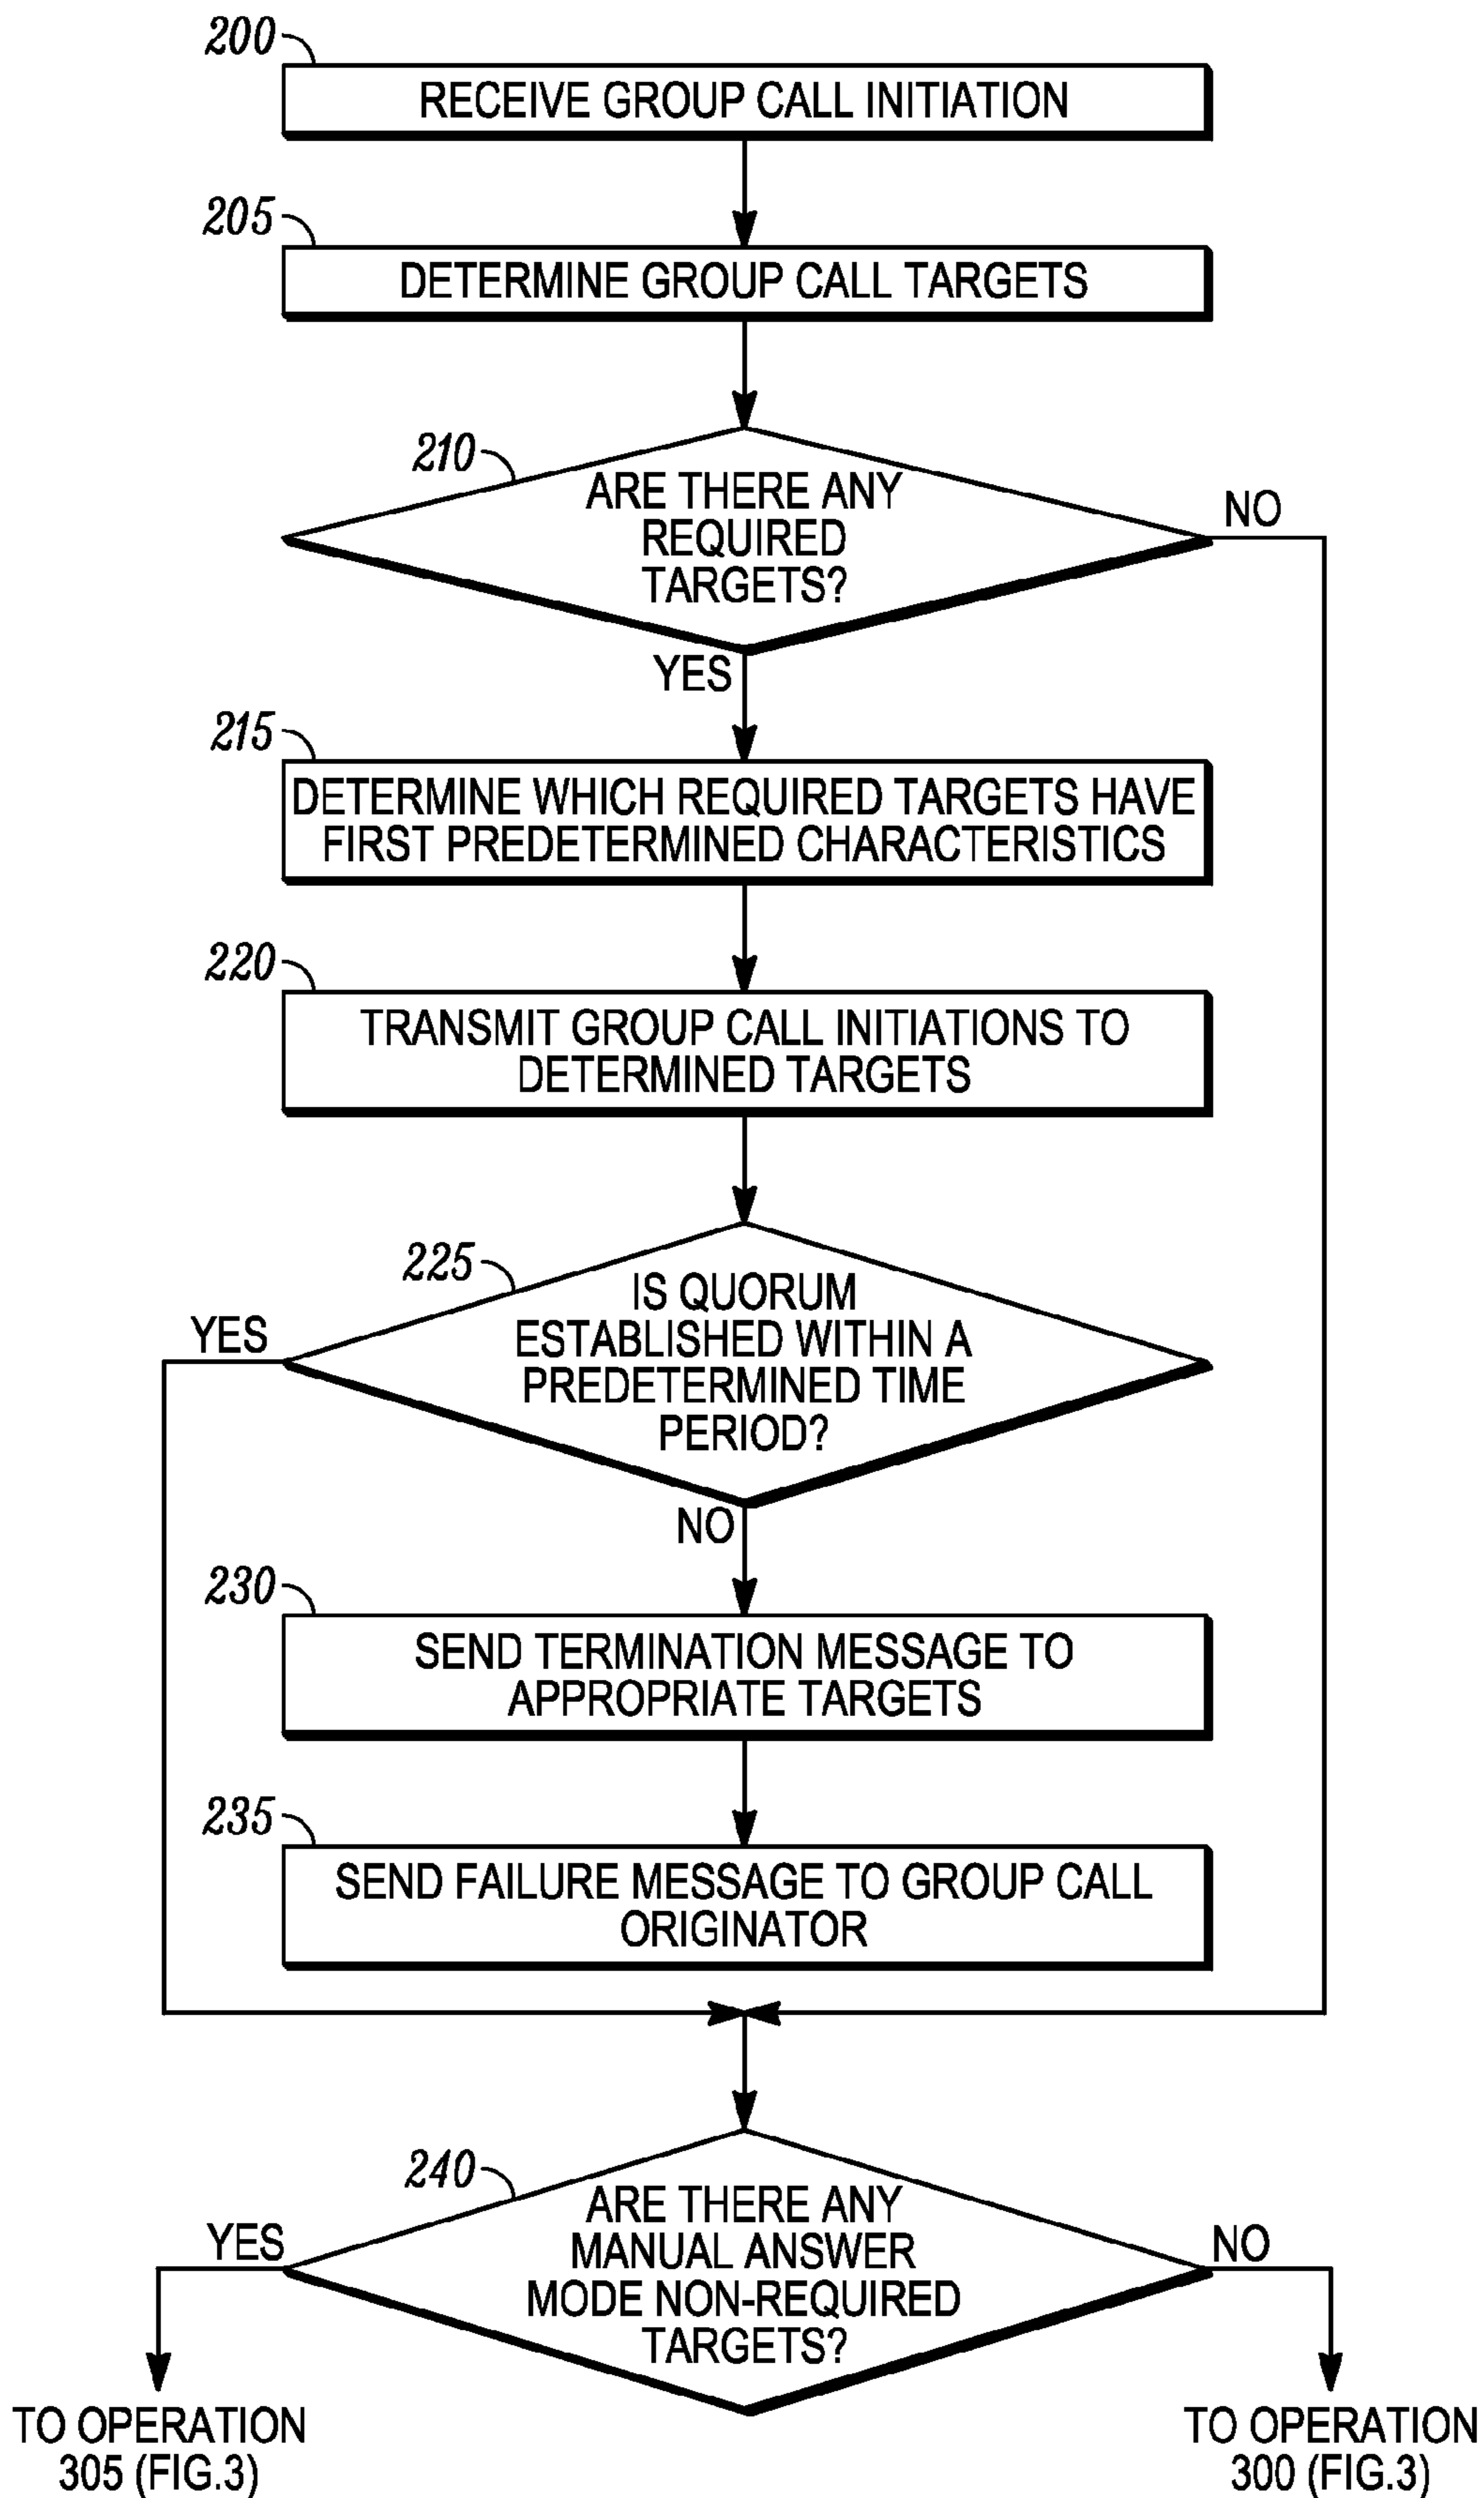 200
RECEIVE GROUP CALL INITIATION
205
DETERMINE GROUP CALL TARGETS
210
ARE THERE ANY
REQUIRED
TARGETS?
NO
YES
215
DETERMINE WHICH REQUIRED TARGETS HAVE
FIRST PREDETERMINED CHARACTERISTICS
220
TRANSMIT GROUP CALL INITIATIONS TO
DETERMINED TARGETS
225
IS QUORUM
ESTABLISHED WITHIN A
PREDETERMINED TIME
PERIOD?
YES
NO
230
SEND TERMINATION MESSAGE TO
APPROPRIATE TARGETS
235
SEND FAILURE MESSAGE TO GROUP CALL
ORIGINATOR
240
ARE THERE ANY
MANUAL ANSWER
MODE NON-REQUIRED
TARGETS?
YES
NO
TO OPERATION
305 (FIG.3)
TO OPERATION
300 (FIG.3)